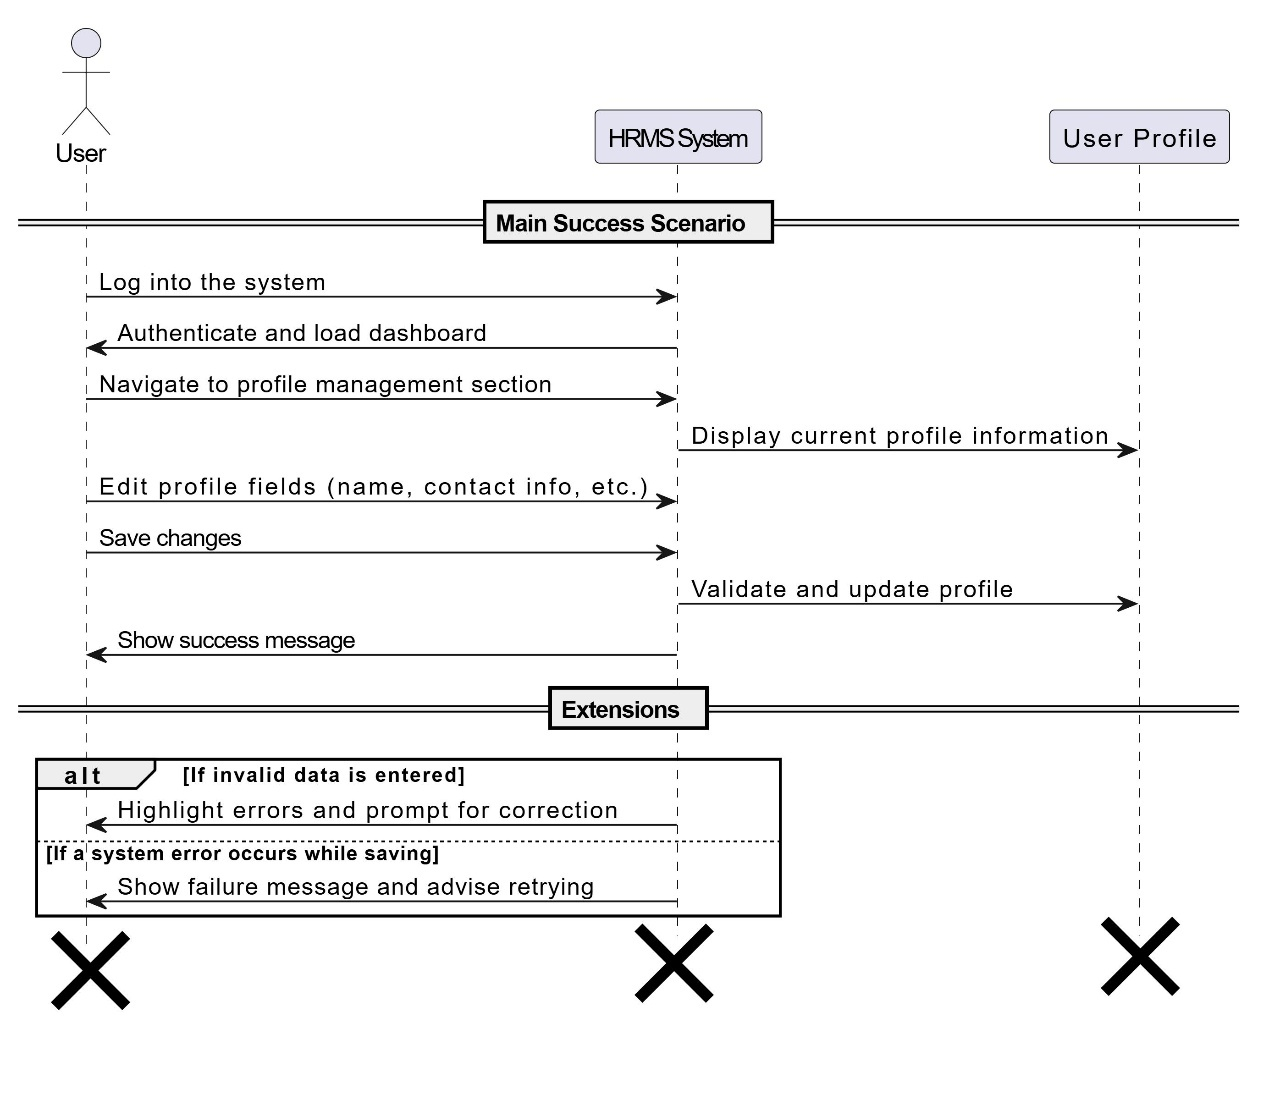 User
HRMS System
User Profile
Main Success Scenario
Log into the system
Authenticate and load dashboard
Navigate to profile management section
Display current profile information
Edit profile fields (name, contact info, etc.)
Save changes
Validate and update profile
Show success message
Extensions
alt [If invalid data is entered]
Highlight errors and prompt for correction
[If a system error occurs while saving]
Show failure message and advise retrying